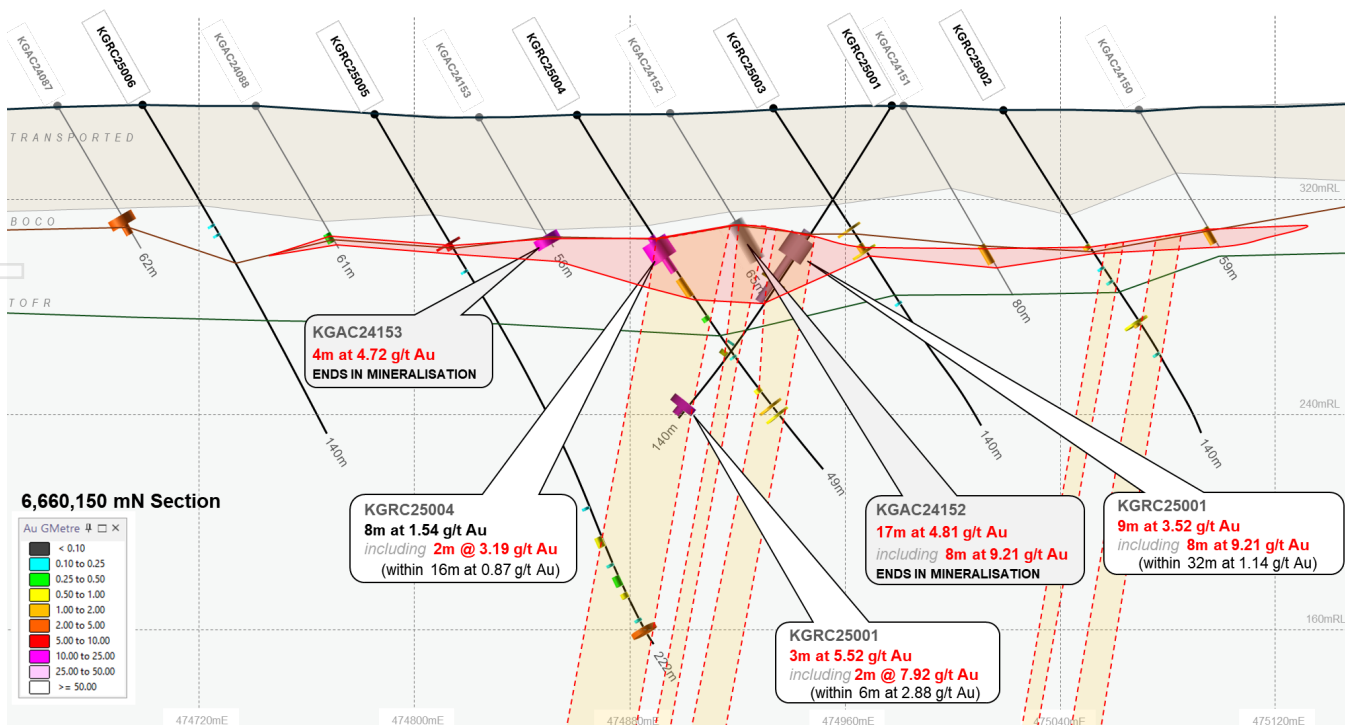 KGAC24087
KGRC25006
KGAC24088
KGRC25005
KGAC24153
KGRC25004
KGAC24152
KGRC25003
KGRC25001
KGAC24151
KGRC25002
KGAC24150
TRANSPORTED
320mRL
BOCO
62m
61m
56m
65m
80m
59m
TOFR
KGAC24153
4m at 4.72 g/t Au
ENDS IN MINERALISATION
240mRL
140m
140m
49m
140m
140m
6,660,150 mN Section
Au GMetre
< 0.10
0.10 to 0.25
0.25 to 0.50
0.50 to 1.00
1.00 to 2.00
2.00 to 5.00
5.00 to 10.00
10.00 to 25.00
25.00 to 50.00
>= 50.00
KGRC25004
8m at 1.54 g/t Au
including 2m @ 3.19 g/t Au
(within 16m at 0.87 g/t Au)
KGAC24152
17m at 4.81 g/t Au
including 8m at 9.21 g/t Au
ENDS IN MINERALISATION
KGRC25001
9m at 3.52 g/t Au
including 8m at 9.21 g/t Au
(within 32m at 1.14 g/t Au)
KGRC25001
3m at 5.52 g/t Au
including 2m @ 7.92 g/t Au
(within 6m at 2.88 g/t Au)
160mRL
222m
474720mE
474800mE
474880mE
474960mE
475040mE
475120mE